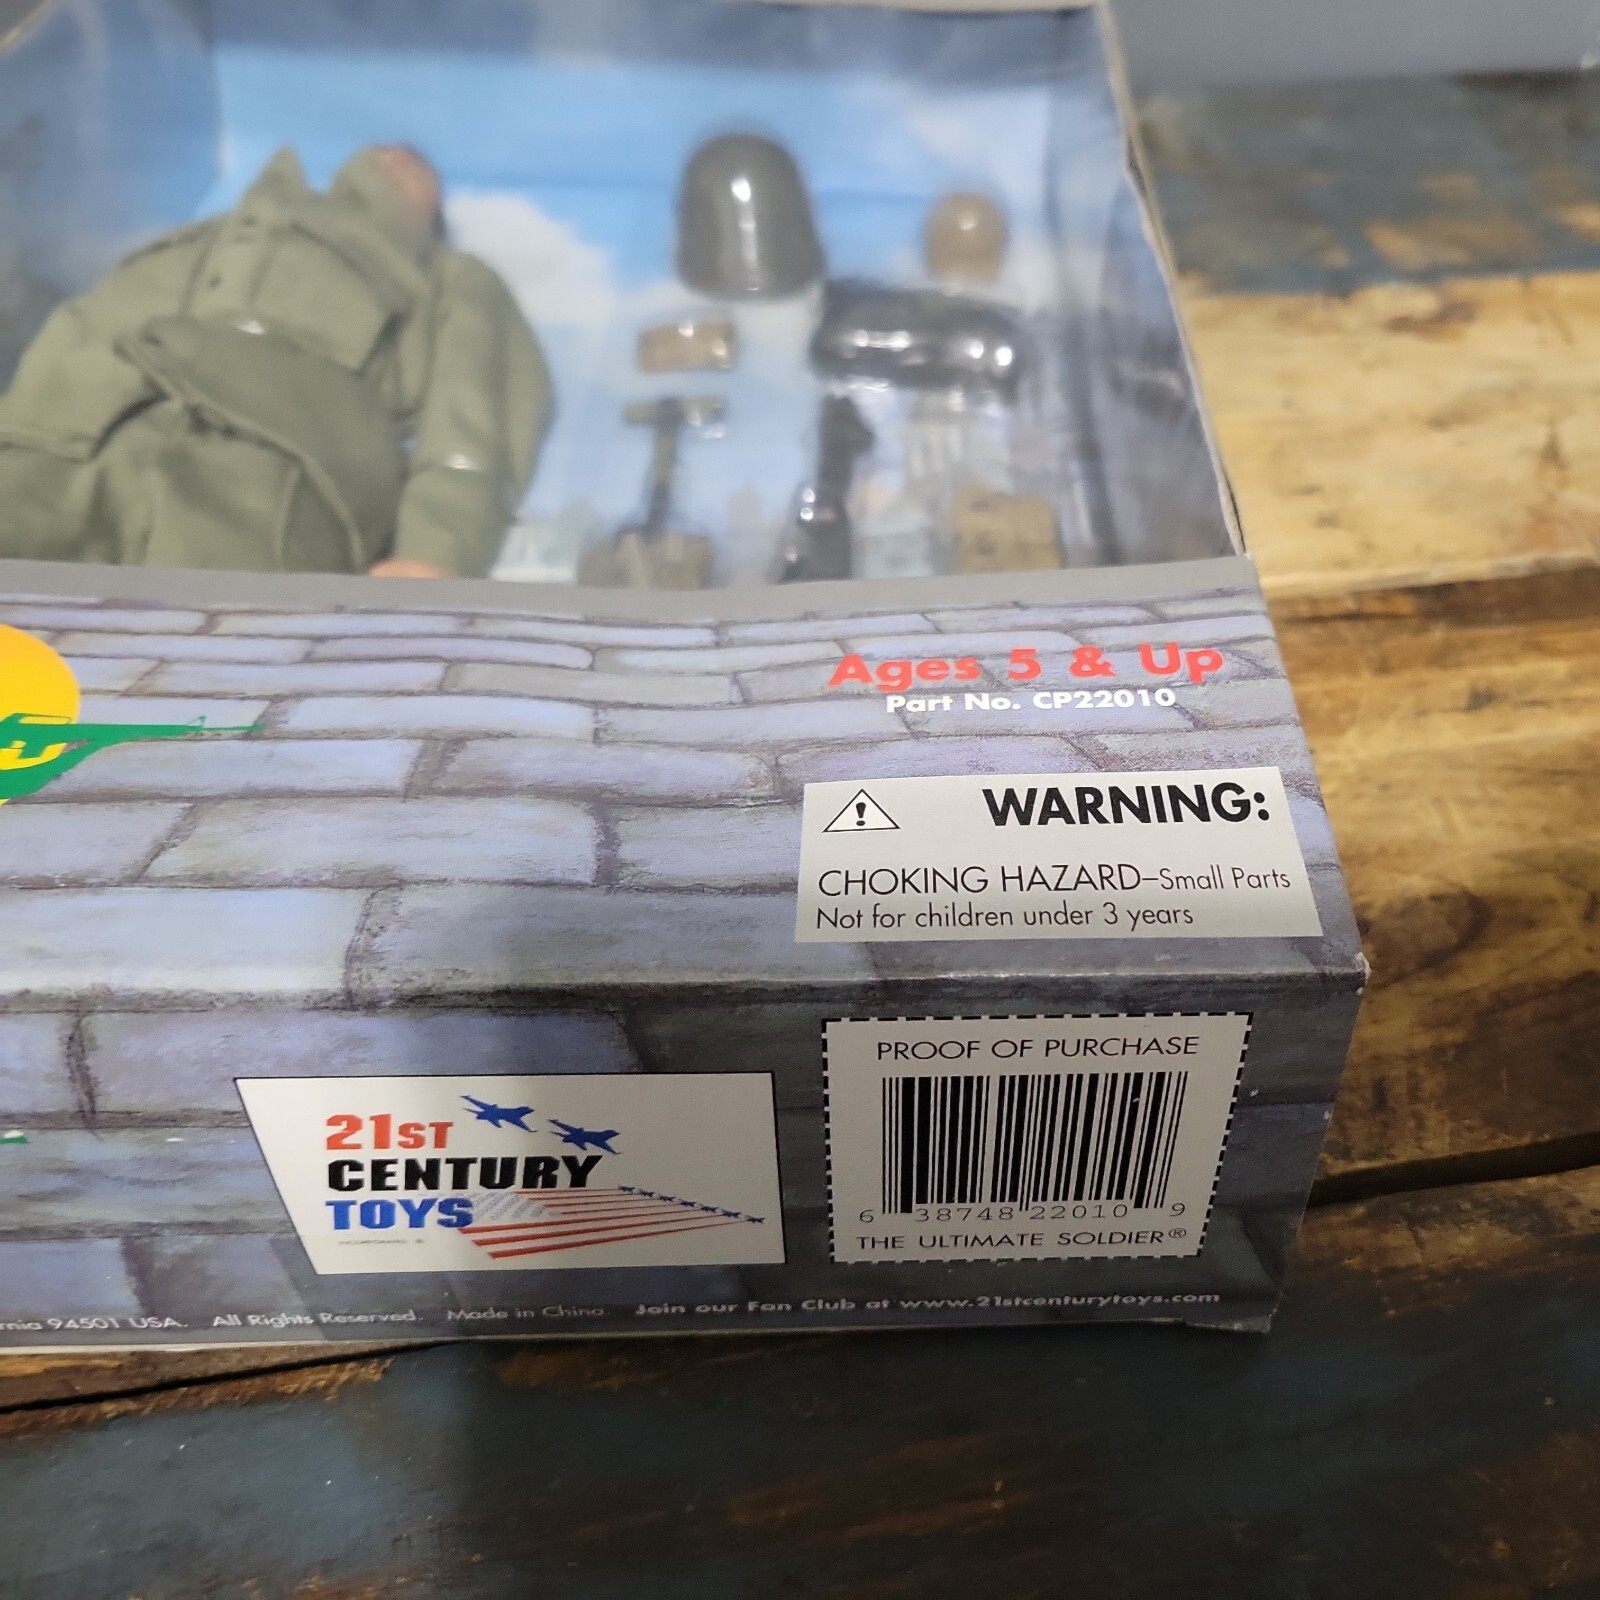 Ages 5 & Up
Part No. CP22010
WARNING:
CHOKING HAZARD–Small Parts
Not for children under 3 years
PROOF OF PURCHASE
6 38748 22010 9
THE ULTIMATE SOLDIER®
21ST
CENTURY
TOYS
94501 USA. All Rights Reserved. Made in China. Join our Fan Club at www.21stcenturytoys.com